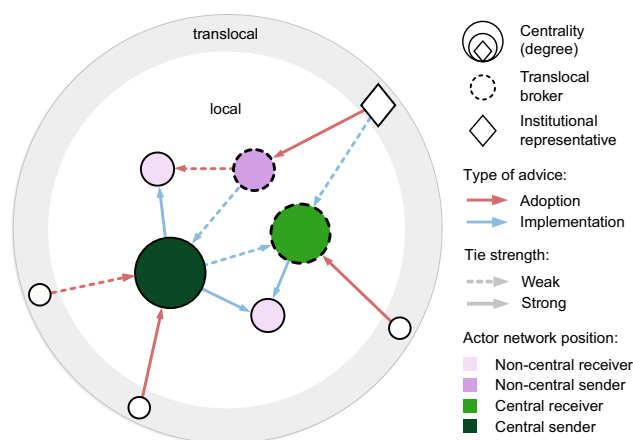 translocal
local
Centrality
(degree)
Translocal
broker
Institutional
representative
Type of advice:
Adoption
Implementation
Tie strength:
Weak
Strong
Actor network position:
Non-central receiver
Non-central sender
Central receiver
Central sender